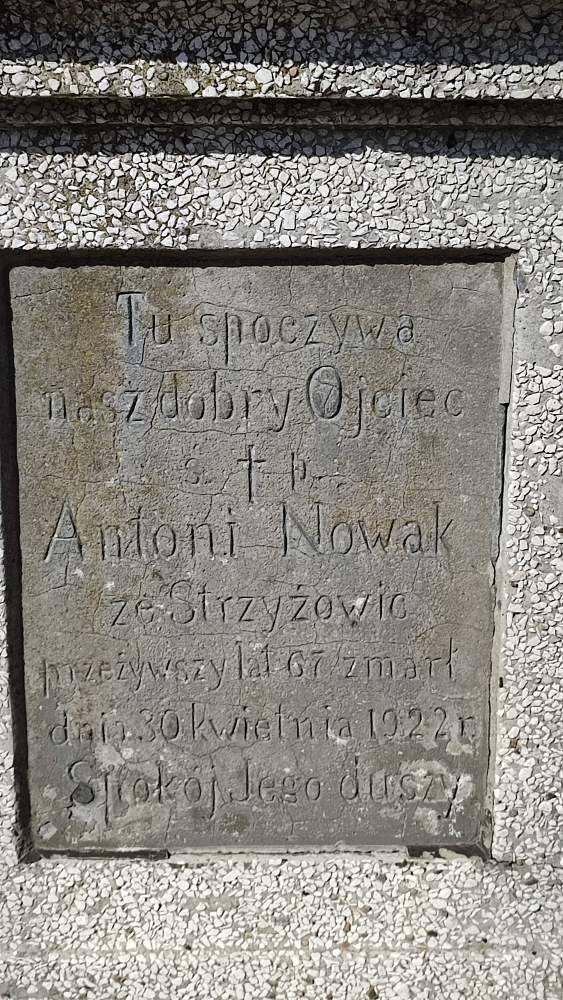 Tu spoczywa
nasz dobry Ojciec
ś. † p.
Antoni Nowak
ze Strzyżowic
przeżywszy lat 67 zmarł
dnia 30 kwietnia 1922 r.
Spokój Jego duszy